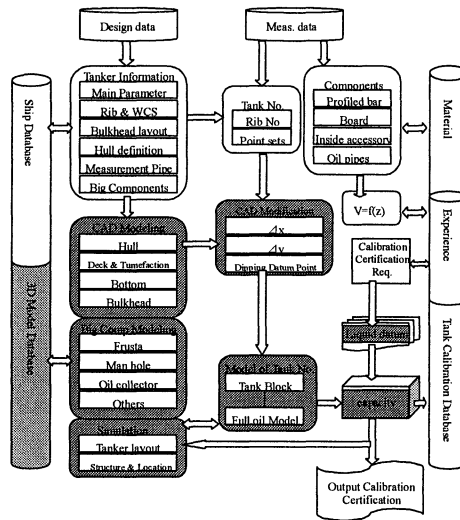 Design data
Meas. data
Tanker Information
Main Parameter
Rib & WCS
Bulkhead layout
Hull definition
Measurement Pipe
Big Components
Tank No.
Rib No
Point sets
Components
Profiled bar
Board
Inside accessory
Oil pipes
V=f(z)
Ship Database
3D Model Database
Material
Experience
Tank Calibration Database
CAD Modeling
Hull
Deck & Tumefaction
Bottom
Bulkhead
CAD Modification
⊿x
⊿y
Dipping Datum Point
Calibration
Certification
Req.
Liquid datum
Big Comp Modeling
Frusta
Man hole
Oil collector
Others
Model of Tank No.
Tank Block
Full oil Model
capacity
Simulation
Tanker layout
Structure & Location
Output Calibration
Certification